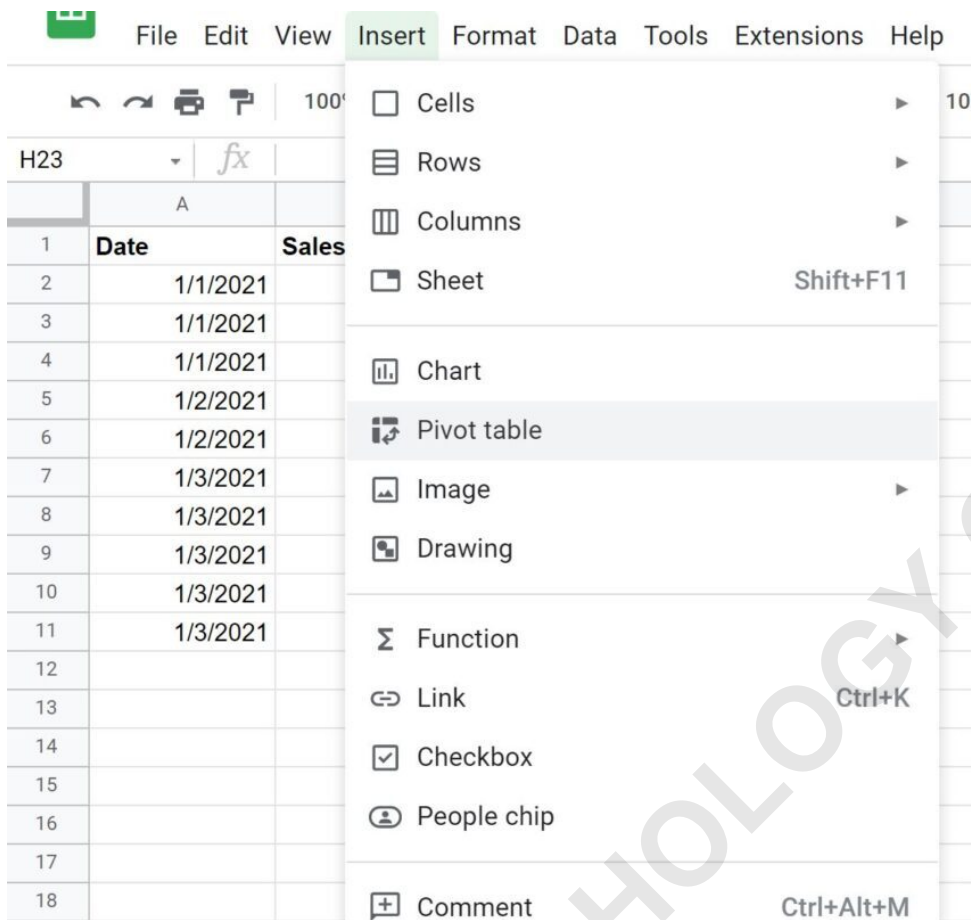 File Edit View Insert Format Data Tools Extensions Help
100%
10
H23
fx
A
1 Date Sales
2 1/1/2021
3 1/1/2021
4 1/1/2021
5 1/2/2021
6 1/2/2021
7 1/3/2021
8 1/3/2021
9 1/3/2021
10 1/3/2021
11 1/3/2021
12
13
14
15
16
17
18
Cells
Rows
Columns
Sheet Shift+F11
Chart
Pivot table
Image
Drawing
Σ Function
Link Ctrl+K
Checkbox
People chip
Comment Ctrl+Alt+M
HOLOGY